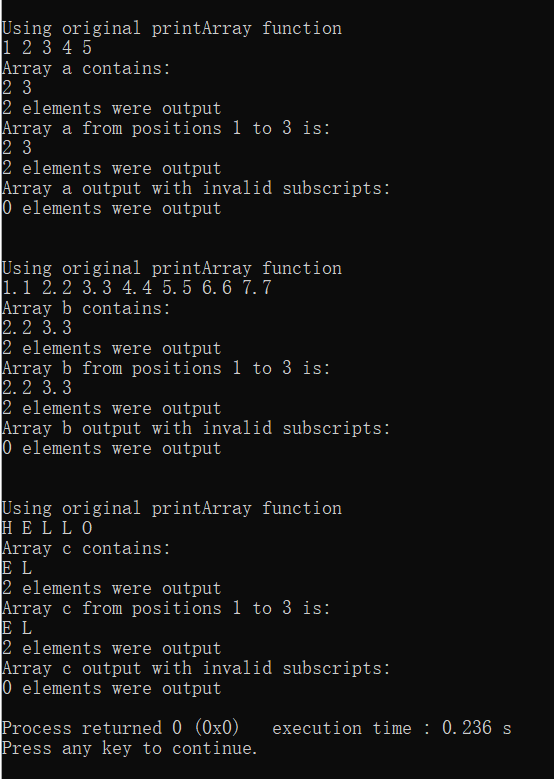 Using original printArray function
1 2 3 4 5
Array a contains:
2 3
2 elements were output
Array a from positions 1 to 3 is:
2 3
2 elements were output
Array a output with invalid subscripts:
0 elements were output
Using original printArray function
1.1 2.2 3.3 4.4 5.5 6.6 7.7
Array b contains:
2.2 3.3
2 elements were output
Array b from positions 1 to 3 is:
2.2 3.3
2 elements were output
Array b output with invalid subscripts:
0 elements were output
Using original printArray function
H E L L O
Array c contains:
E L
2 elements were output
Array c from positions 1 to 3 is:
E L
2 elements were output
Array c output with invalid subscripts:
0 elements were output
Process returned 0 (0x0)   execution time : 0.236 s
Press any key to continue.